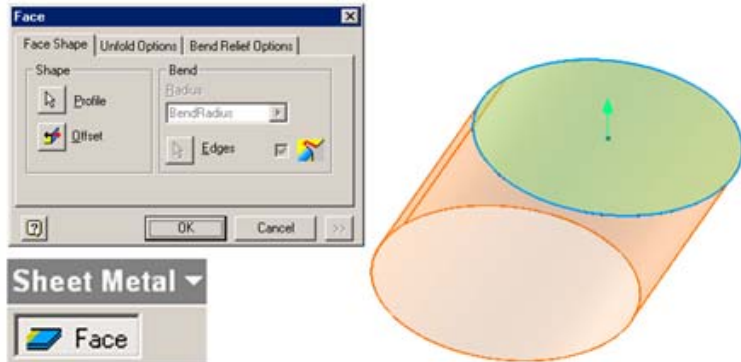 Face
Face Shape Unfold Options Bend Relief Options
Shape
Profile
Offset
Bend
Radius
BendRadius
Edges
OK Cancel >>
Sheet Metal
Face